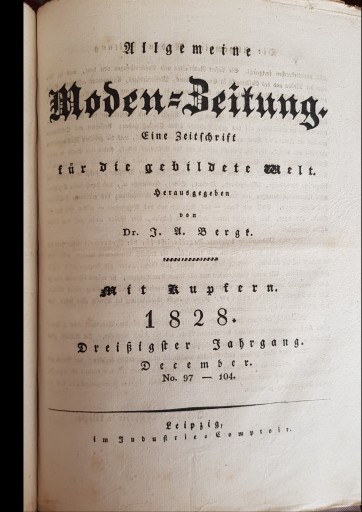 Allgemeine
Moden-Zeitung.
Eine Zeitschrift
für die gebildete Welt.
Herausgegeben
von
Dr. J. A. Bergk.
Mit Kupfern.
1828.
Dreißigster Jahrgang.
December.
No. 97 — 104.
Leipzig,
im Industrie-Comptoir.